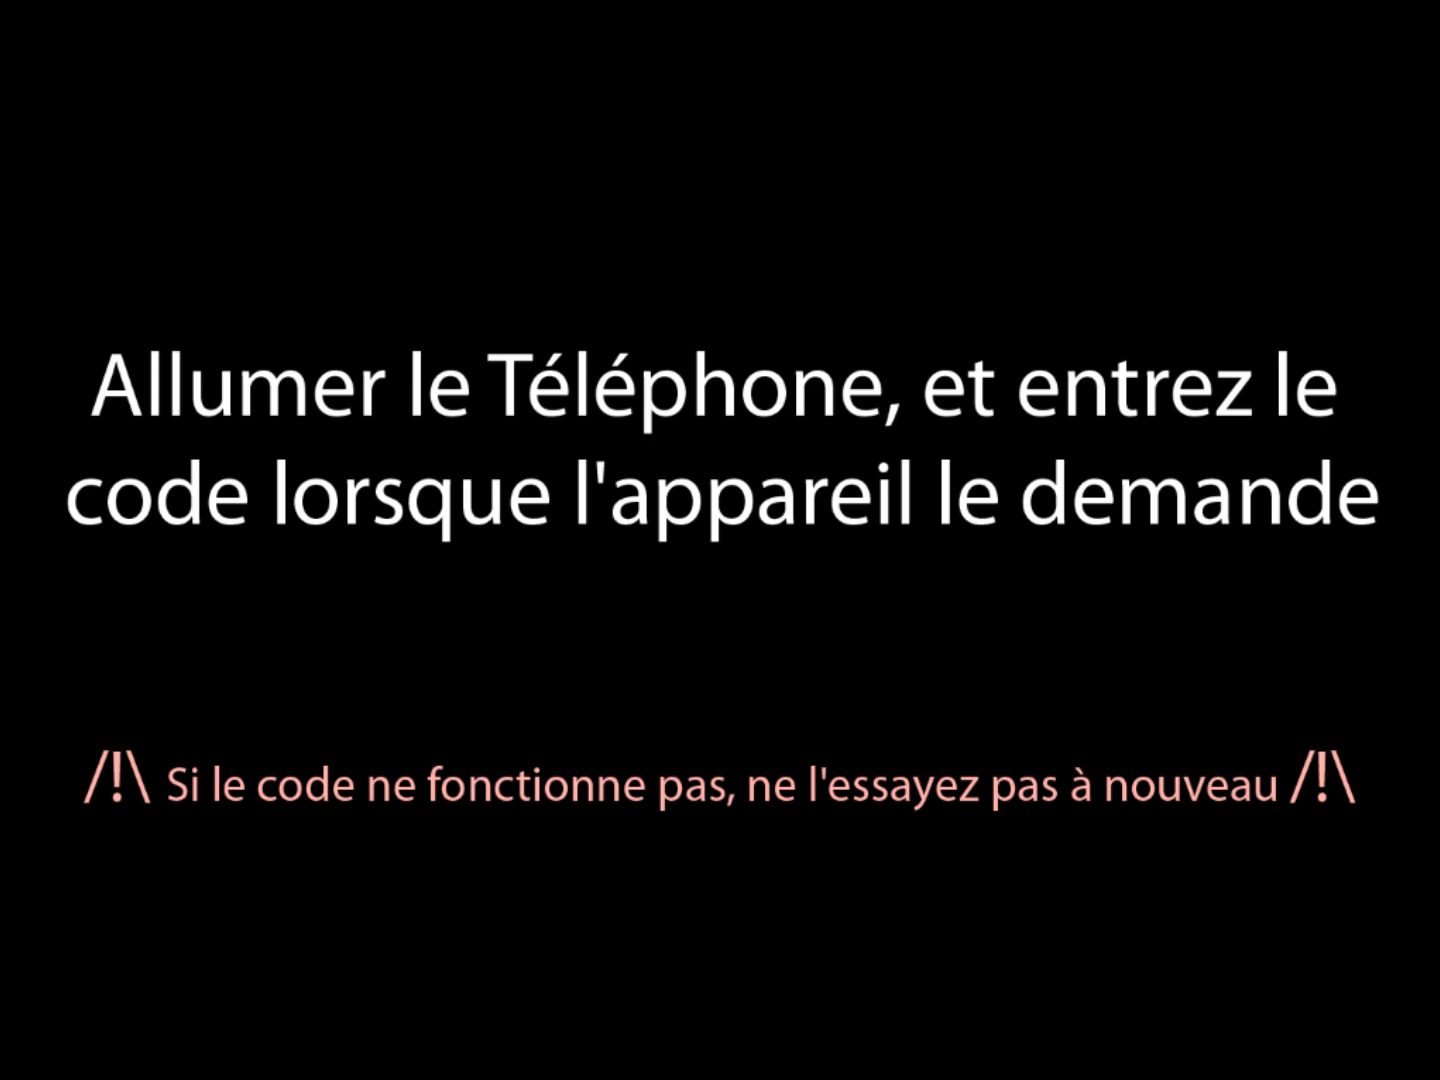 Allumer le Téléphone, et entrez le
code lorsque l'appareil le demande
/!\ Si le code ne fonctionne pas, ne l'essayez pas à nouveau /!\